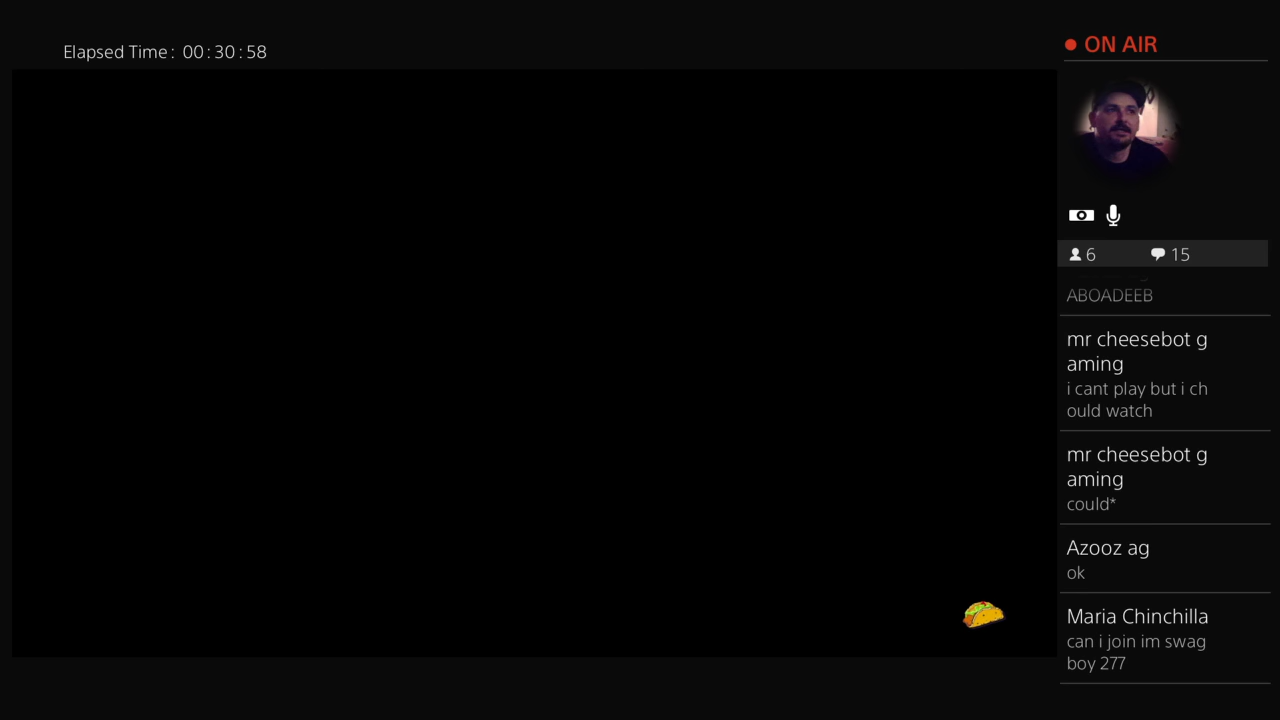 Elapsed Time: 00:30:58
ON AIR
6 15
ABOADEEB
mr cheesebot g
aming
i cant play but i ch
ould watch
mr cheesebot g
aming
could*
Azooz ag
ok
Maria Chinchilla
can i join im swag
boy 277